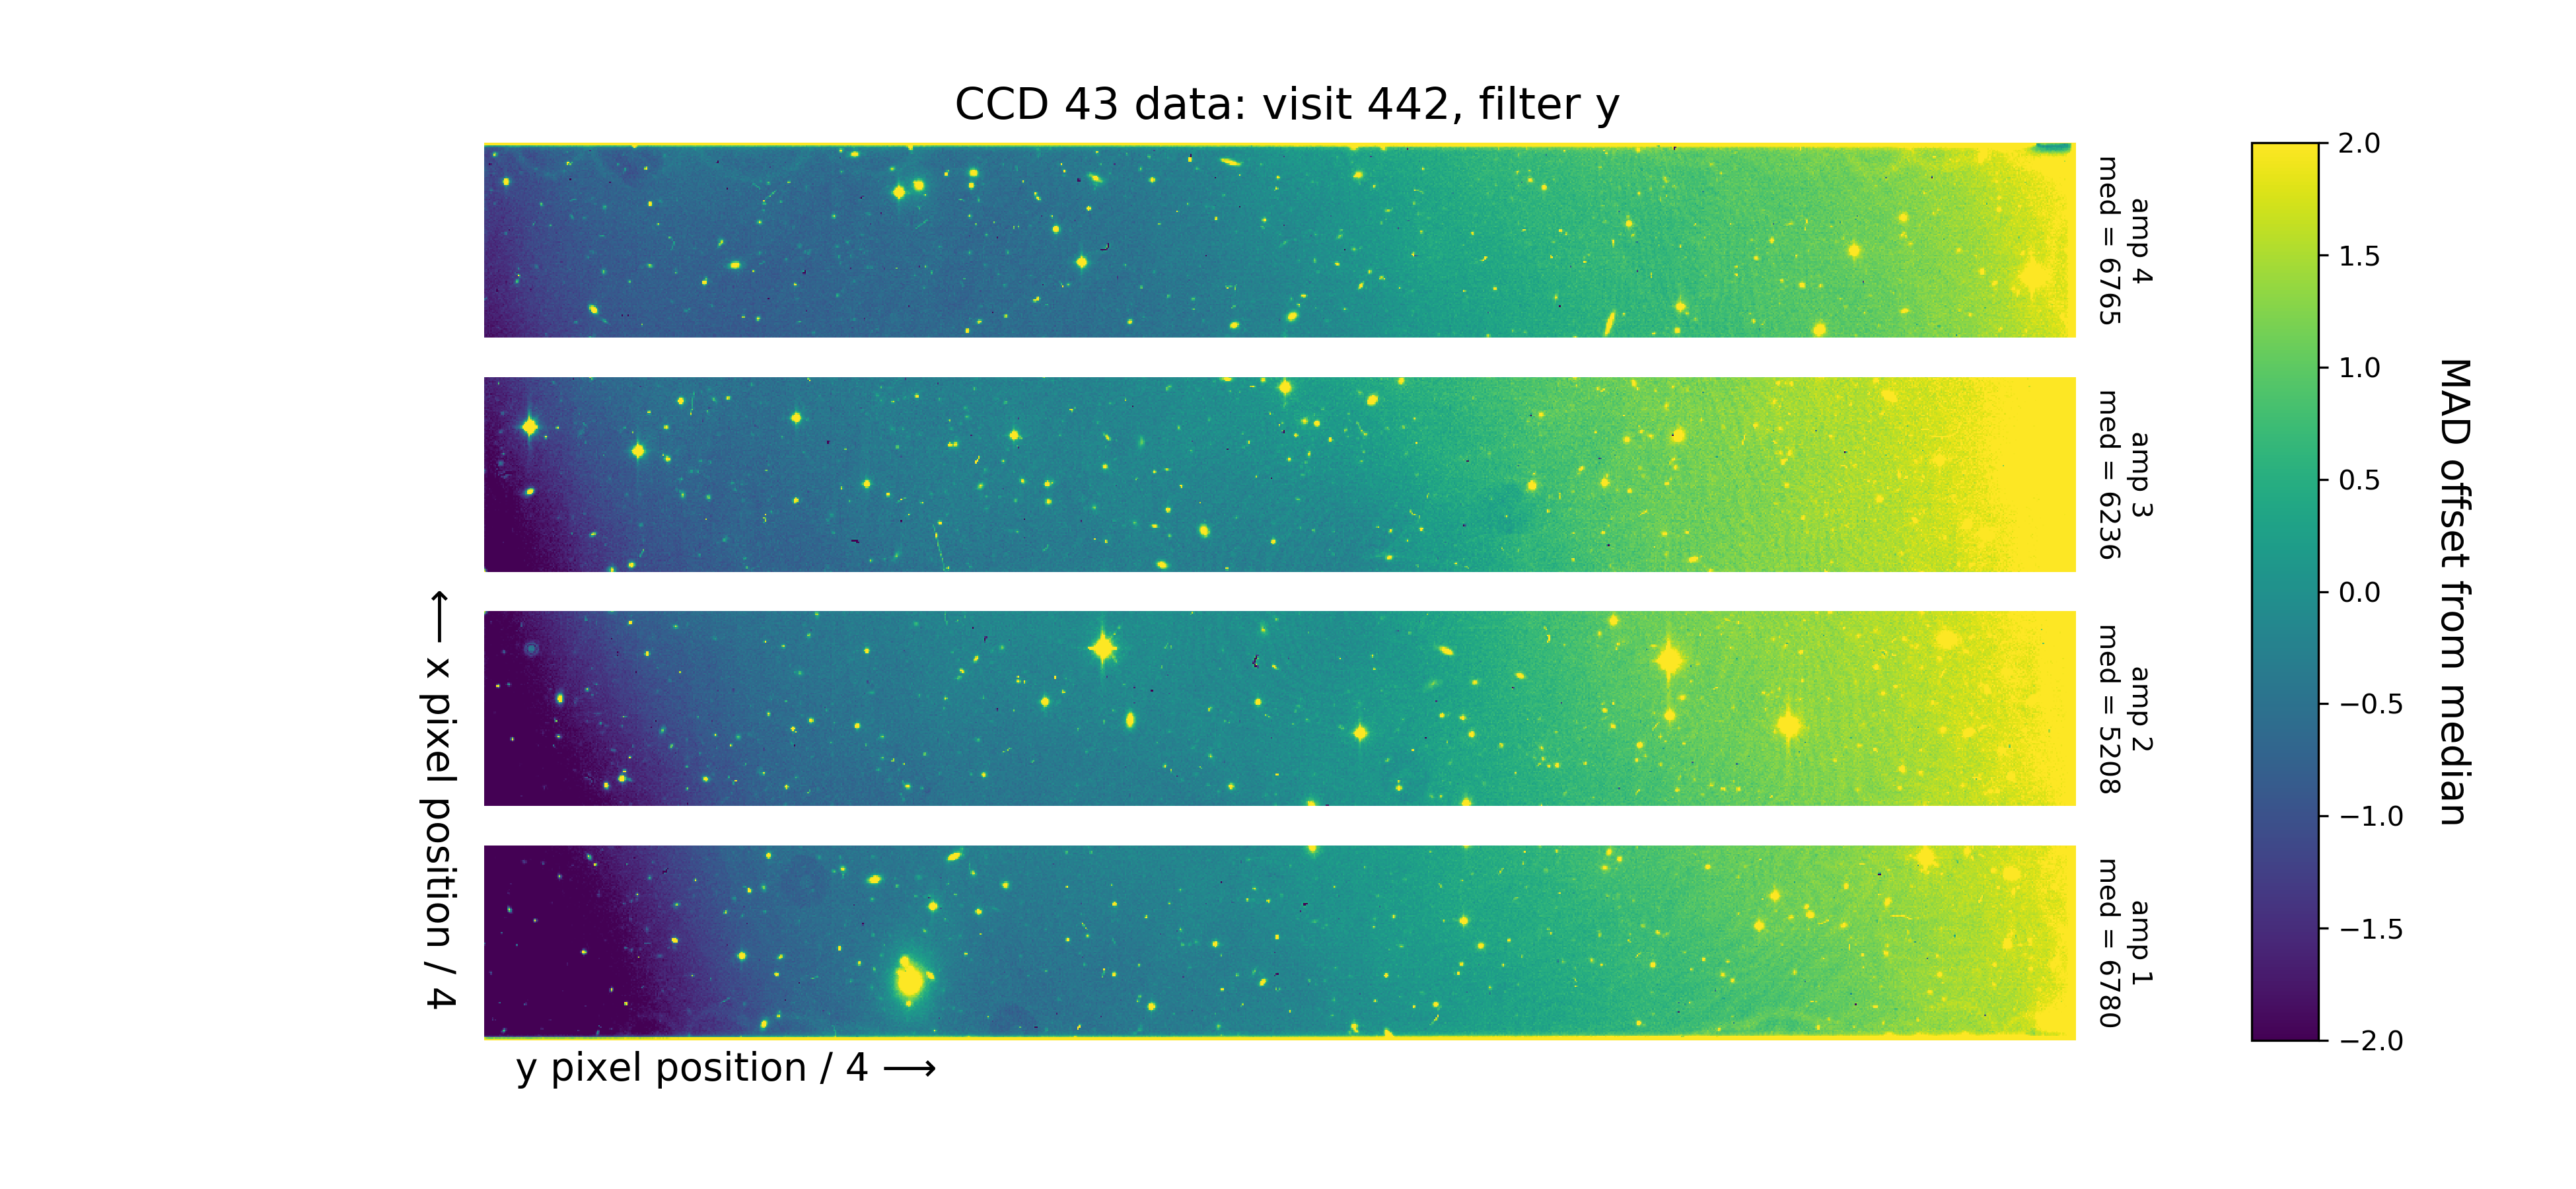 CCD 43 data: visit 442, filter y
amp 4
med = 6765
amp 3
med = 6236
amp 2
med = 5208
amp 1
med = 6780
⟵ x pixel position / 4
y pixel position / 4 ⟶
2.0
1.5
1.0
0.5
0.0
−0.5
−1.0
−1.5
−2.0
MAD offset from median